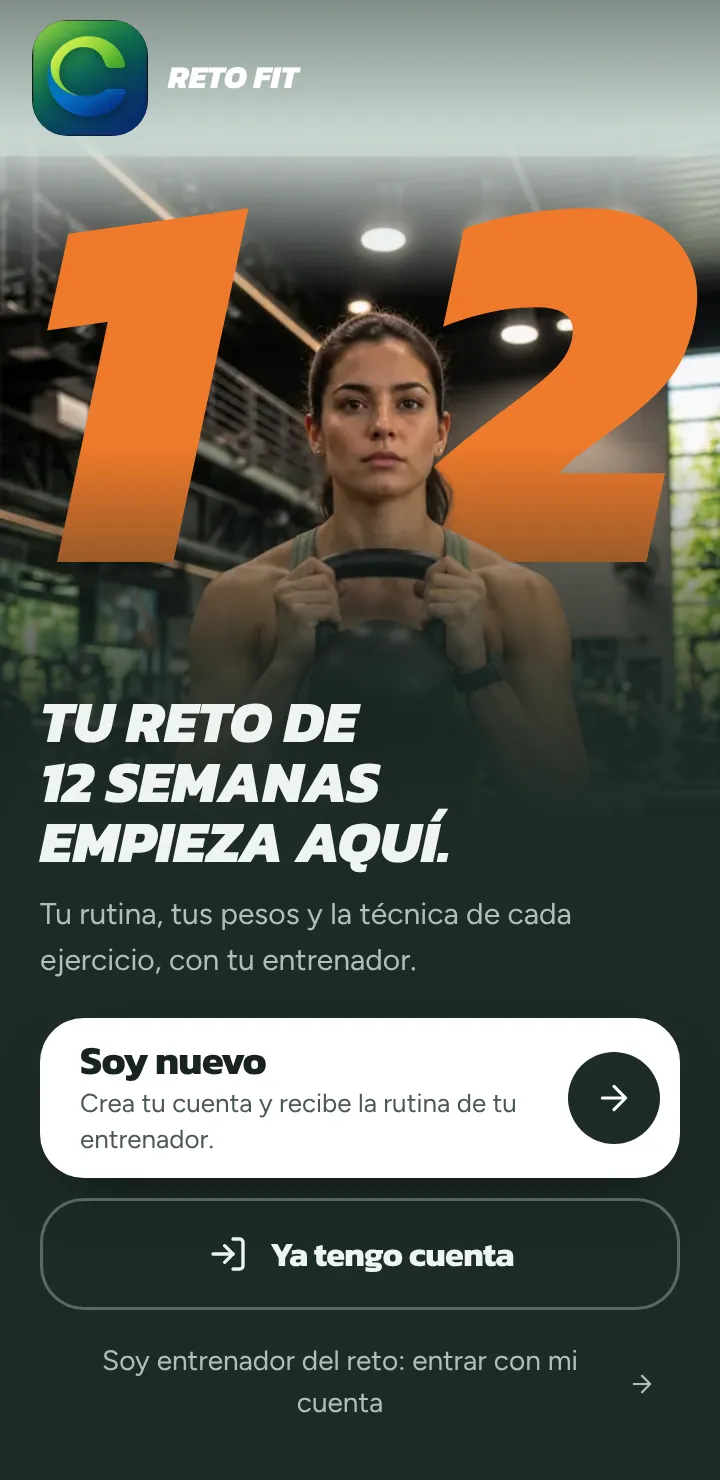 RETO FIT
12
TU RETO DE
12 SEMANAS
EMPIEZA AQUÍ.
Tu rutina, tus pesos y la técnica de cada
ejercicio, con tu entrenador.
Soy nuevo
Crea tu cuenta y recibe la rutina de tu
entrenador.
Ya tengo cuenta
Soy entrenador del reto: entrar con mi
cuenta